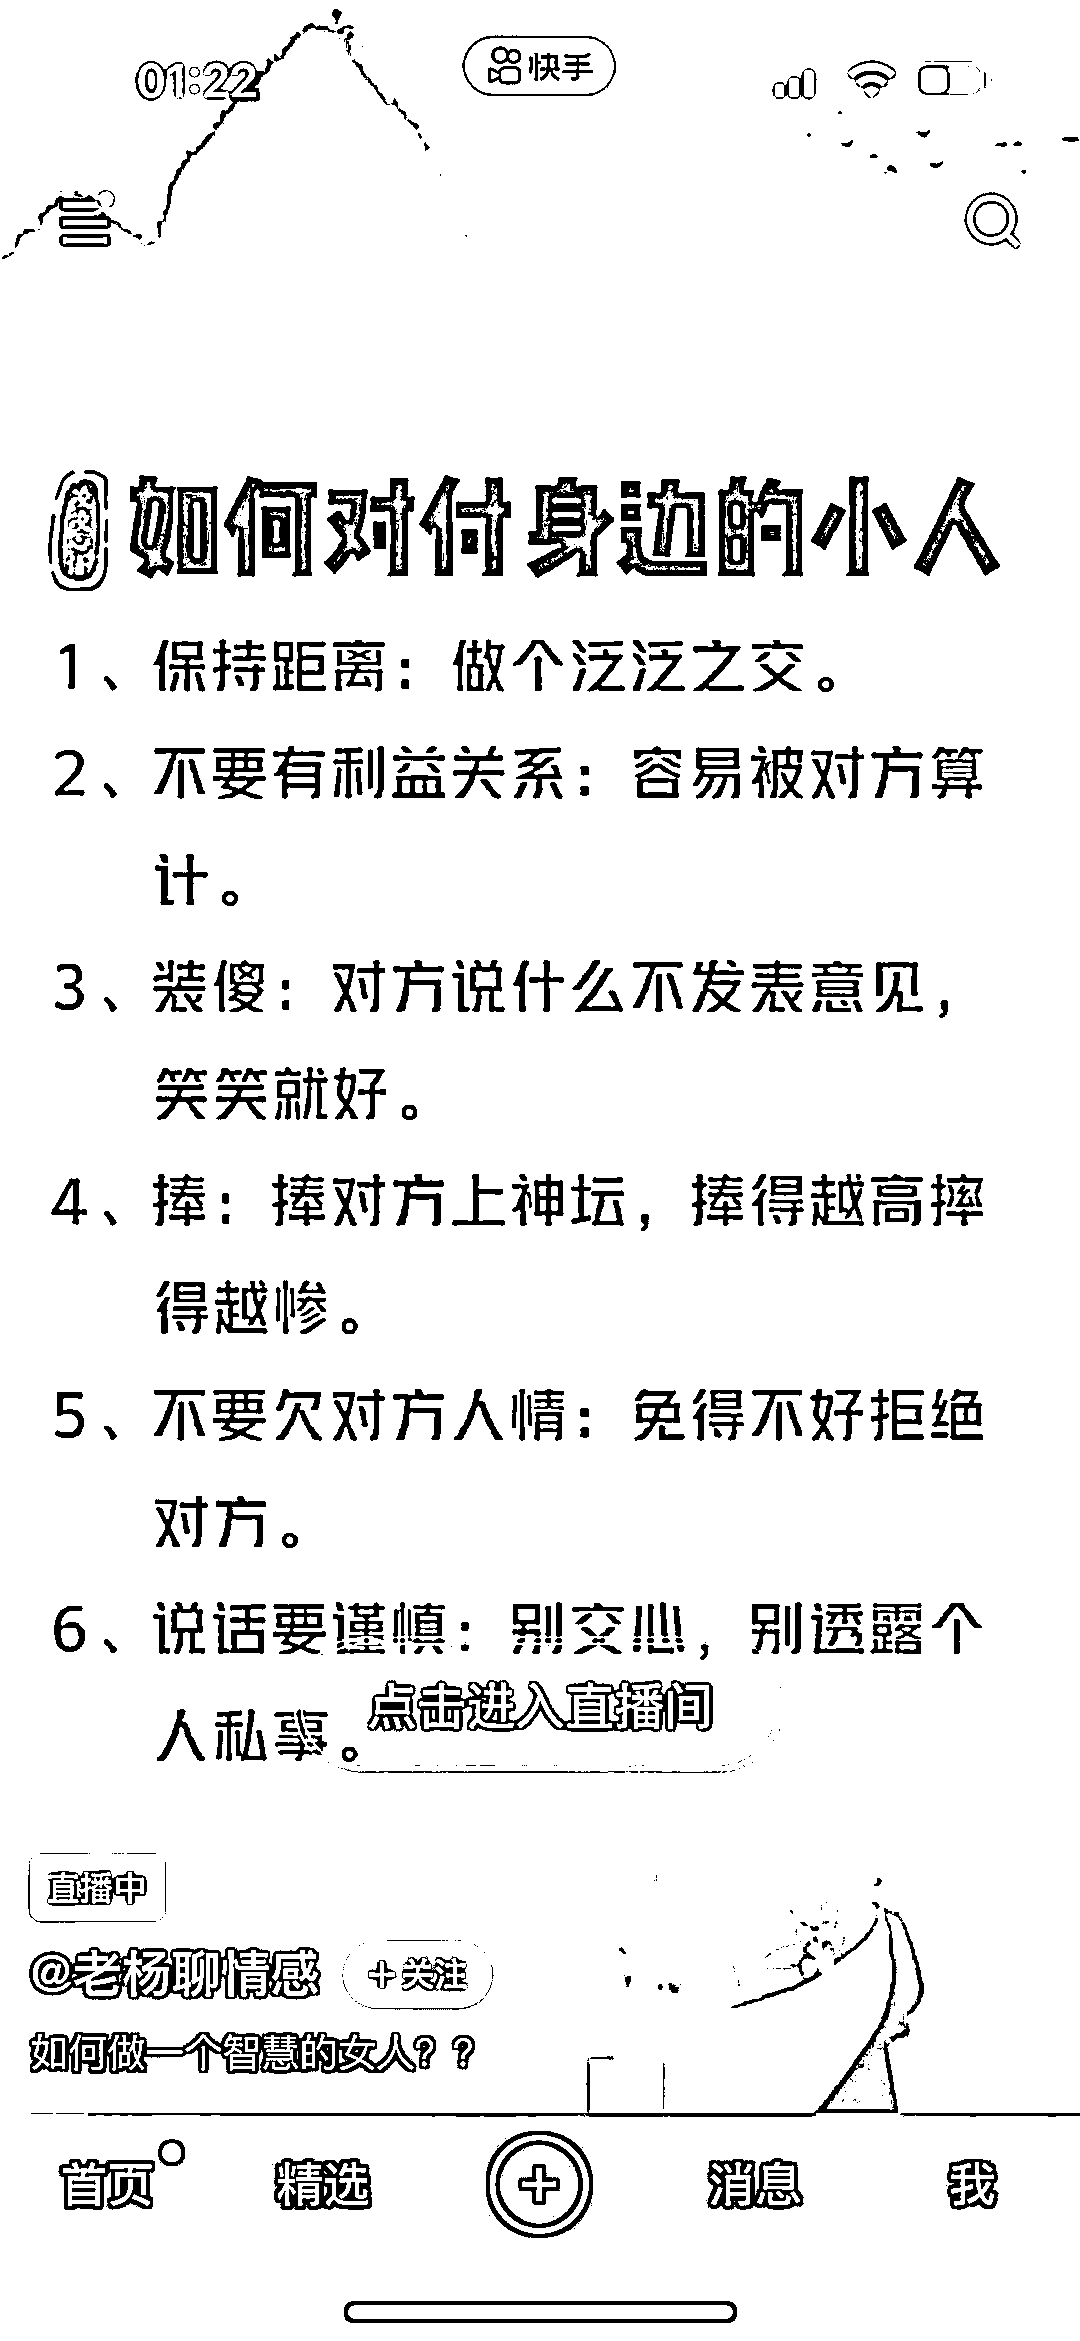 01:22
快手
如何对付身边的小人
1、保持距离：做个泛泛之交。
2、不要有利益关系：容易被对方算
计。
3、装傻：对方说什么不发表意见，
笑笑就好。
4、捧：捧对方上神坛，捧得越高摔
得越惨。
5、不要欠对方人情：免得不好拒绝
对方。
6、说话要谨慎：别交心，别透露个
人私事。
点击进入直播间
直播中
@老杨聊情感 +关注
如何做一个智慧的女人？？
首页 精选 消息 我